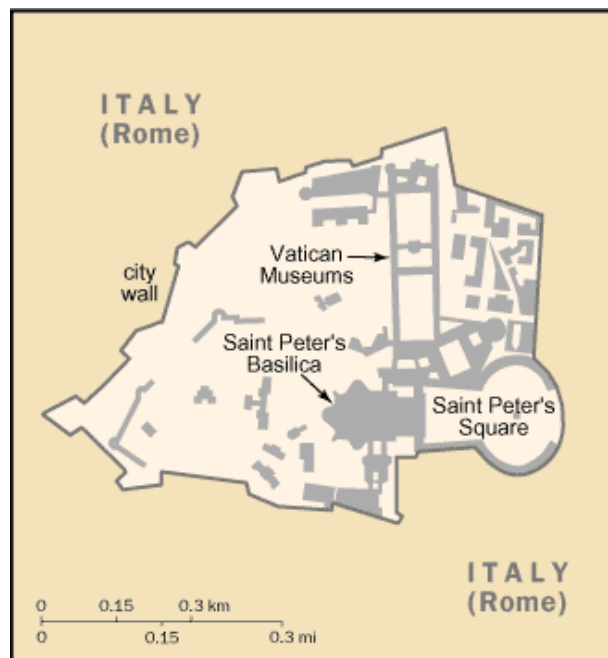 ITALY
(Rome)
Vatican
Museums
city
wall
Saint Peter's
Basilica
Saint Peter's
Square
ITALY
(Rome)
0 0.15 0.3 km
0 0.15 0.3 mi